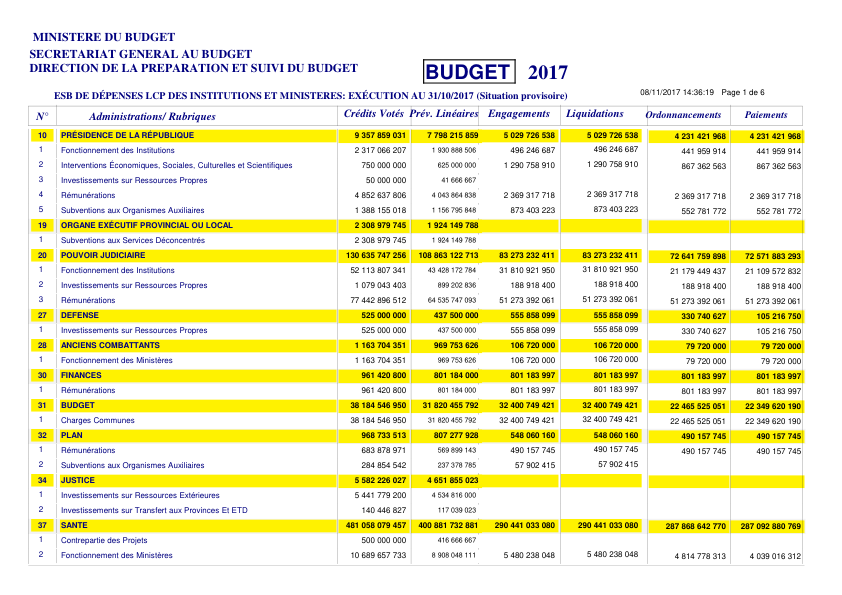 MINISTERE DU BUDGET
SECRETARIAT GENERAL AU BUDGET
DIRECTION DE LA PREPARATION ET SUIVI DU BUDGET
BUDGET 2017
ESB DE DÉPENSES LCP DES INSTITUTIONS ET MINISTERES: EXÉCUTION AU 31/10/2017 (Situation provisoire)
08/11/2017 14:36:19 Page 1 de 6
N° Administrations/ Rubriques Crédits Votés Prév. Linéaires Engagements Liquidations Ordonnancements Paiements
10 PRÉSIDENCE DE LA RÉPUBLIQUE 9 357 859 031 7 798 215 859 5 029 726 538 5 029 726 538 4 231 421 968 4 231 421 968
1 Fonctionnement des Institutions 2 317 066 207 1 930 888 506 496 246 687 496 246 687 441 959 914 441 959 914
2 Interventions Économiques, Sociales, Culturelles et Scientifiques 750 000 000 625 000 000 1 290 758 910 1 290 758 910 867 362 563 867 362 563
3 Investissements sur Ressources Propres 50 000 000 41 666 667
4 Rémunérations 4 852 637 806 4 043 864 838 2 369 317 718 2 369 317 718 2 369 317 718 2 369 317 718
5 Subventions aux Organismes Auxiliaires 1 388 155 018 1 156 795 848 873 403 223 873 403 223 552 781 772 552 781 772
19 ORGANE EXÉCUTIF PROVINCIAL OU LOCAL 2 308 979 745 1 924 149 788
1 Subventions aux Services Déconcentrés 2 308 979 745 1 924 149 788
20 POUVOIR JUDICIAIRE 130 635 747 256 108 863 122 713 83 273 232 411 83 273 232 411 72 641 759 898 72 571 883 293
1 Fonctionnement des Institutions 52 113 807 341 43 428 172 784 31 810 921 950 31 810 921 950 21 179 449 437 21 109 572 832
2 Investissements sur Ressources Propres 1 079 043 403 899 202 836 188 918 400 188 918 400 188 918 400 188 918 400
3 Rémunérations 77 442 896 512 64 535 747 093 51 273 392 061 51 273 392 061 51 273 392 061 51 273 392 061
27 DEFENSE 525 000 000 437 500 000 555 858 099 555 858 099 330 740 627 105 216 750
1 Investissements sur Ressources Propres 525 000 000 437 500 000 555 858 099 555 858 099 330 740 627 105 216 750
28 ANCIENS COMBATTANTS 1 163 704 351 969 753 626 106 720 000 106 720 000 79 720 000 79 720 000
1 Fonctionnement des Ministères 1 163 704 351 969 753 626 106 720 000 106 720 000 79 720 000 79 720 000
30 FINANCES 961 420 800 801 184 000 801 183 997 801 183 997 801 183 997 801 183 997
1 Rémunérations 961 420 800 801 184 000 801 183 997 801 183 997 801 183 997 801 183 997
31 BUDGET 38 184 546 950 31 820 455 792 32 400 749 421 32 400 749 421 22 465 525 051 22 349 620 190
1 Charges Communes 38 184 546 950 31 820 455 792 32 400 749 421 32 400 749 421 22 465 525 051 22 349 620 190
32 PLAN 968 733 513 807 277 928 548 060 160 548 060 160 490 157 745 490 157 745
1 Rémunérations 683 878 971 569 899 143 490 157 745 490 157 745 490 157 745 490 157 745
2 Subventions aux Organismes Auxiliaires 284 854 542 237 378 785 57 902 415 57 902 415
34 JUSTICE 5 582 226 027 4 651 855 023
1 Investissements sur Ressources Extérieures 5 441 779 200 4 534 816 000
2 Investissements sur Transfert aux Provinces Et ETD 140 446 827 117 039 023
37 SANTE 481 058 079 457 400 881 732 881 290 441 033 080 290 441 033 080 287 868 642 770 287 092 880 769
1 Contrepartie des Projets 500 000 000 416 666 667
2 Fonctionnement des Ministères 10 689 657 733 8 908 048 111 5 480 238 048 5 480 238 048 4 814 778 313 4 039 016 312